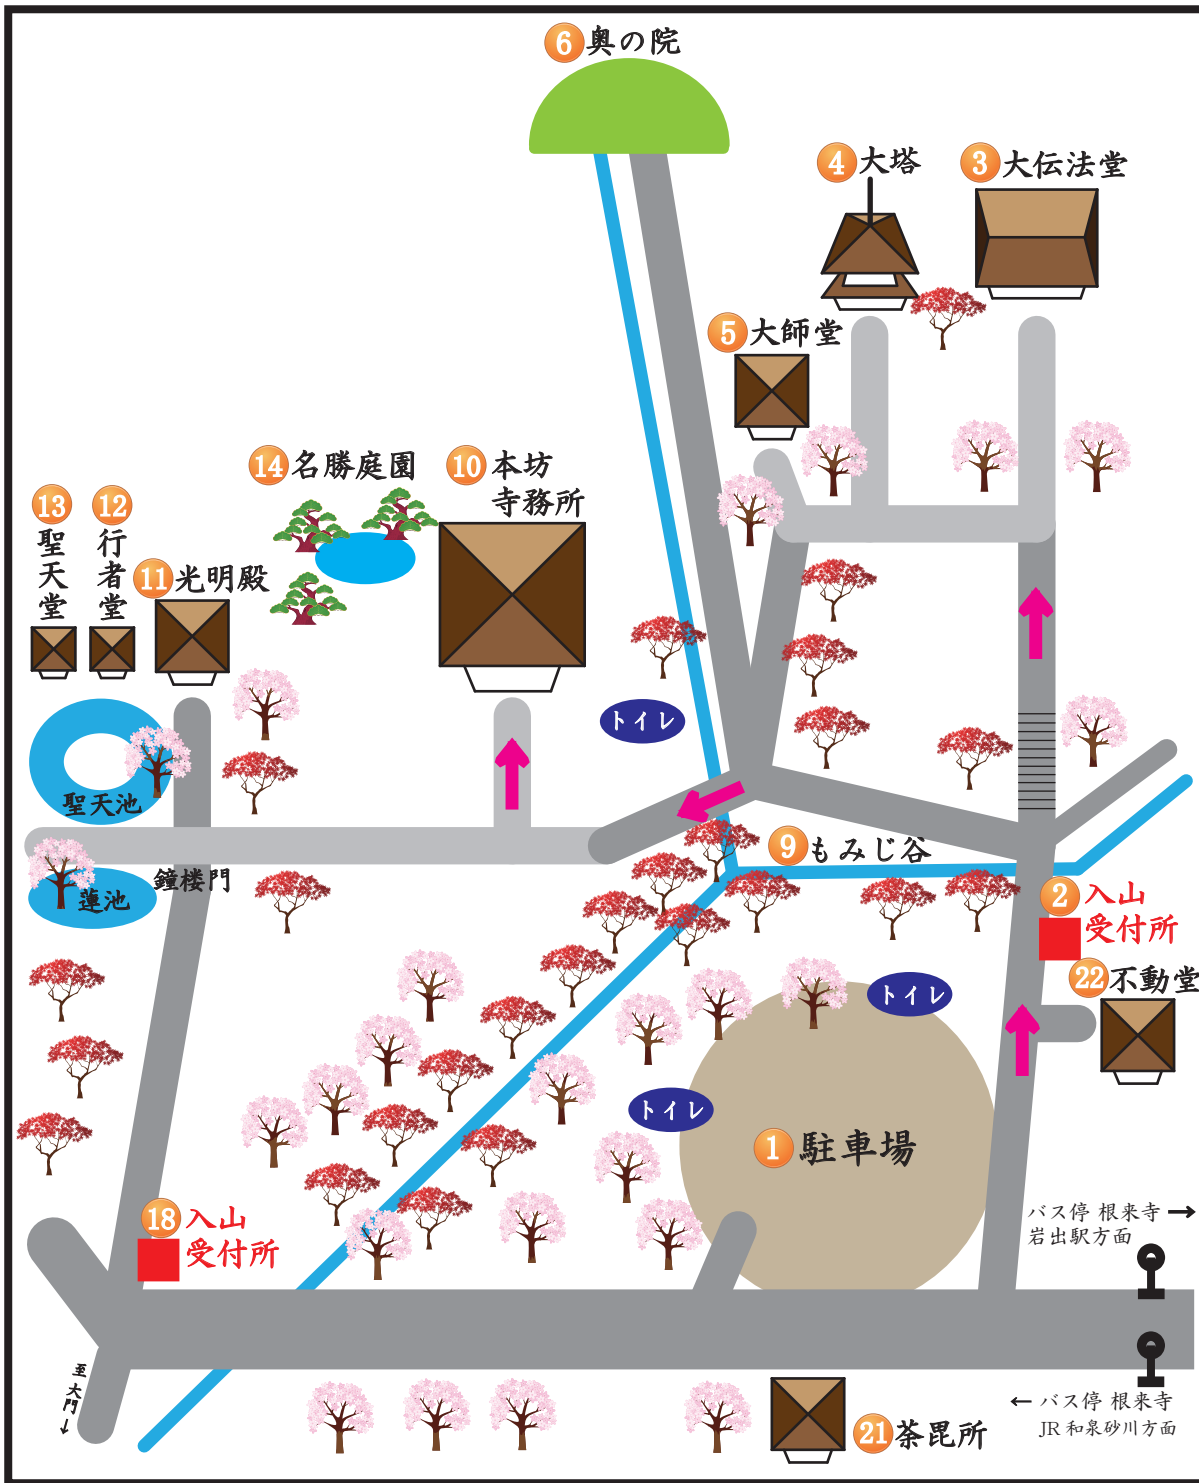 6 奥の院
4 大塔
3 大伝法堂
5 大師堂
14 名勝庭園
10 本坊
寺務所
13 聖天堂
12 行者堂
11 光明殿
トイレ
聖天池
鐘楼門
蓮池
9 もみじ谷
2 入山
受付所
22 不動堂
トイレ
トイレ
1 駐車場
18 入山
受付所
バス停 根来寺 →
岩出駅方面
至 大門 ↓
← バス停 根来寺
JR 和泉砂川方面
21 荼毘所